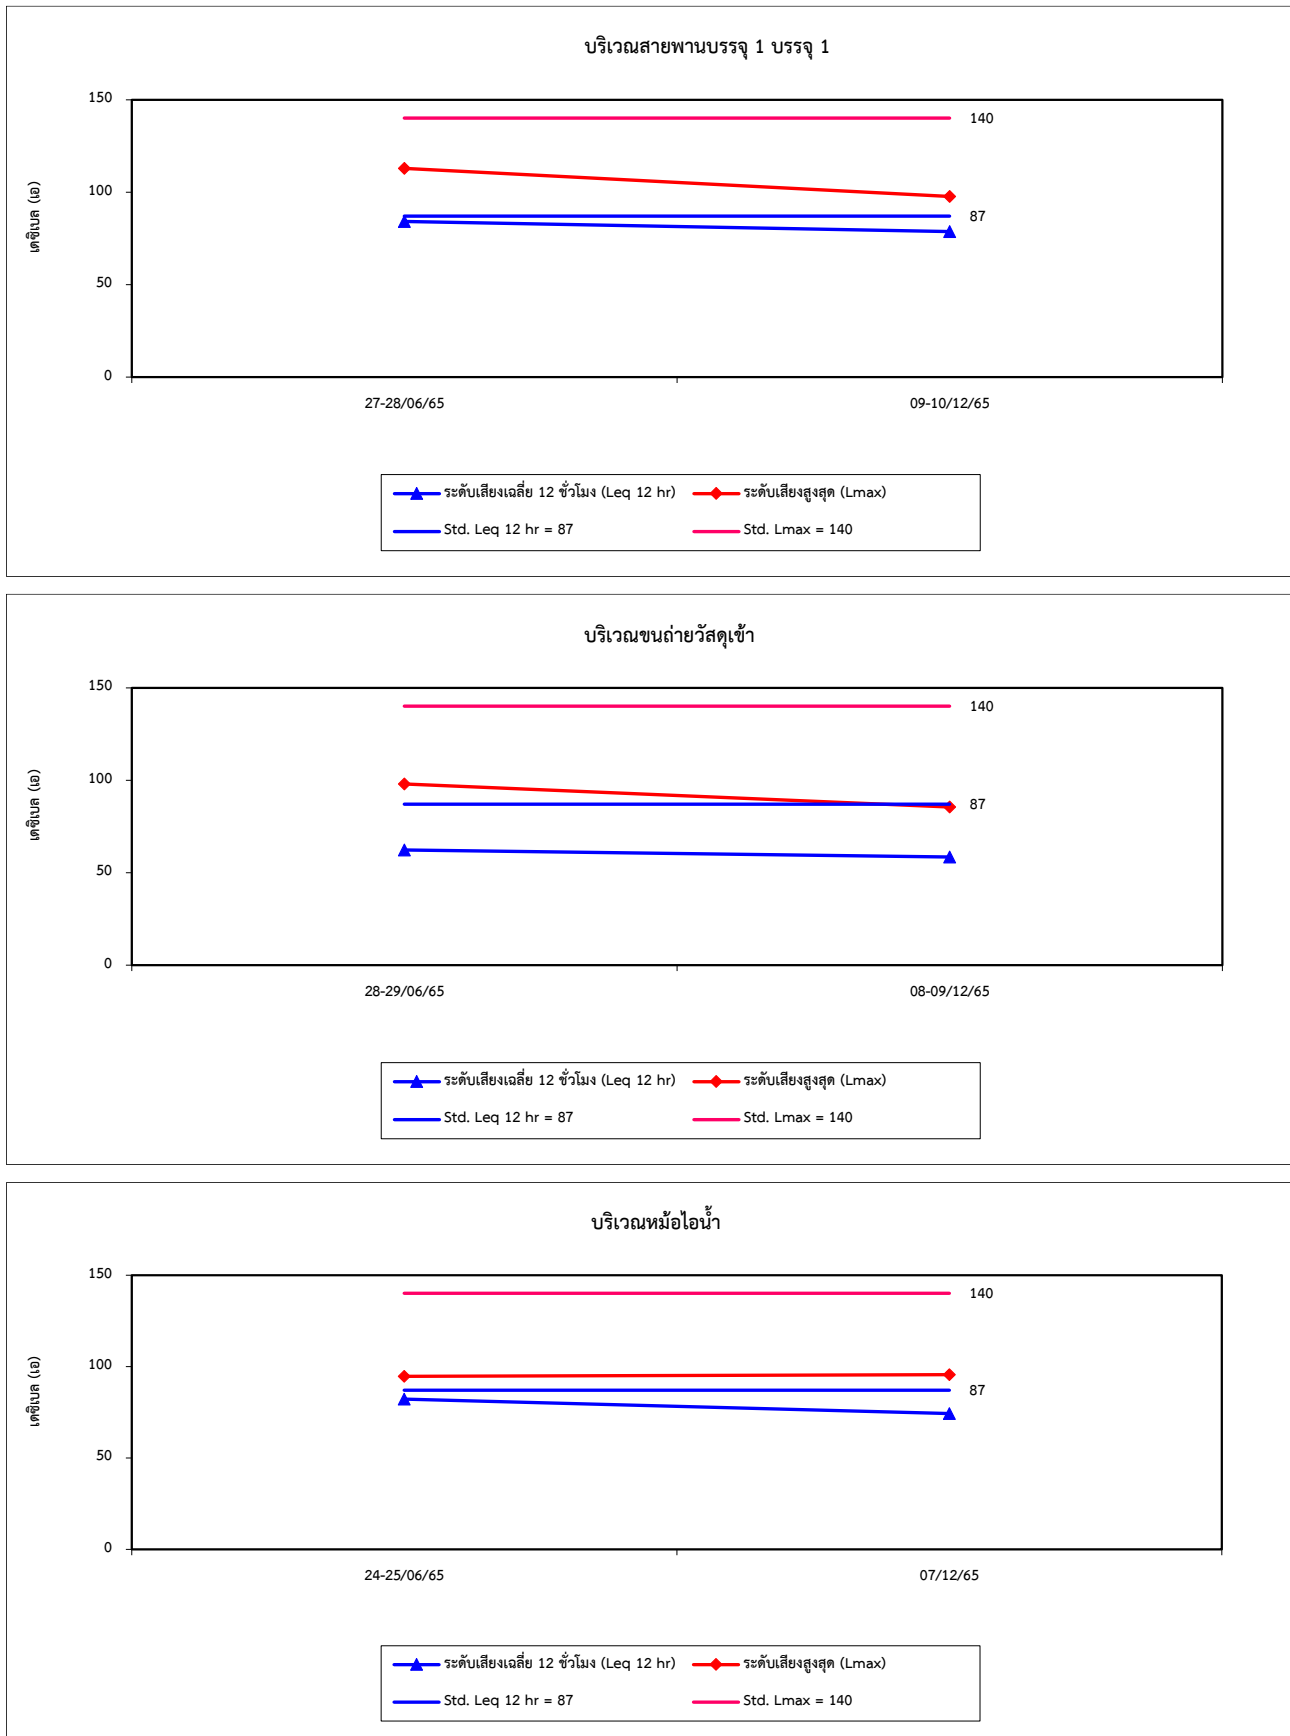 บริเวณสายพานบรรจุ 1 บรรจุ 1
เดซิเบล (เอ)
150
140
100
87
50
0
27-28/06/65 09-10/12/65
ระดับเสียงเฉลี่ย 12 ชั่วโมง (Leq 12 hr) ระดับเสียงสูงสุด (Lmax)
Std. Leq 12 hr = 87 Std. Lmax = 140
บริเวณขนถ่ายวัสดุเข้า
เดซิเบล (เอ)
150
140
100
87
50
0
28-29/06/65 08-09/12/65
ระดับเสียงเฉลี่ย 12 ชั่วโมง (Leq 12 hr) ระดับเสียงสูงสุด (Lmax)
Std. Leq 12 hr = 87 Std. Lmax = 140
บริเวณหม้อไอน้ำ
เดซิเบล (เอ)
150
140
100
87
50
0
24-25/06/65 07/12/65
ระดับเสียงเฉลี่ย 12 ชั่วโมง (Leq 12 hr) ระดับเสียงสูงสุด (Lmax)
Std. Leq 12 hr = 87 Std. Lmax = 140